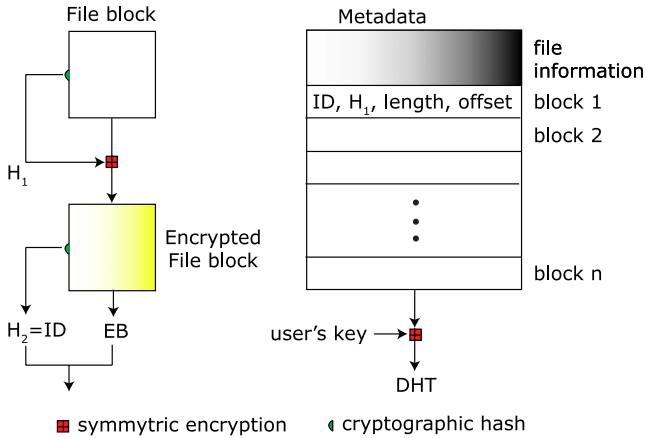 File block
H1
Encrypted
File block
H2=ID
EB
Metadata
file
information
ID, H1, length, offset
block 1
block 2
block n
user's key
DHT
symmytric encryption
cryptographic hash